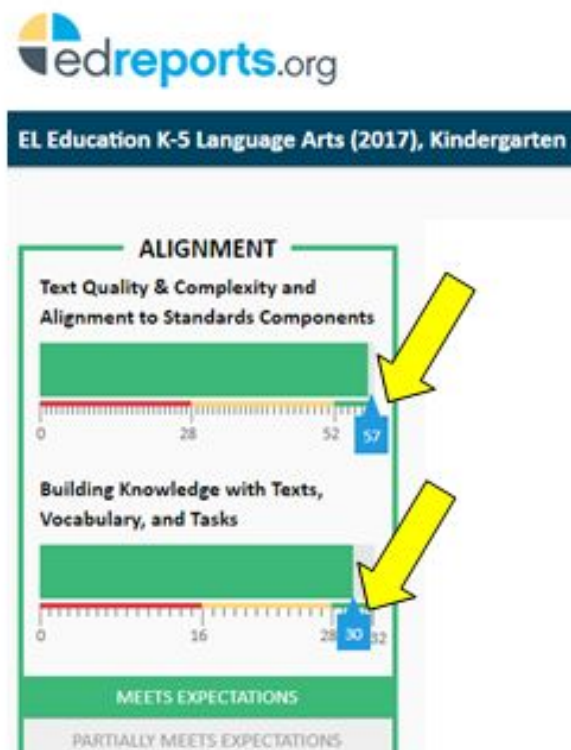 edreports.org
EL Education K-5 Language Arts (2017), Kindergarten
ALIGNMENT
Text Quality & Complexity and
Alignment to Standards Components
0 28 52 57
Building Knowledge with Texts,
Vocabulary, and Tasks
0 16 28 30 32
MEETS EXPECTATIONS
PARTIALLY MEETS EXPECTATIONS